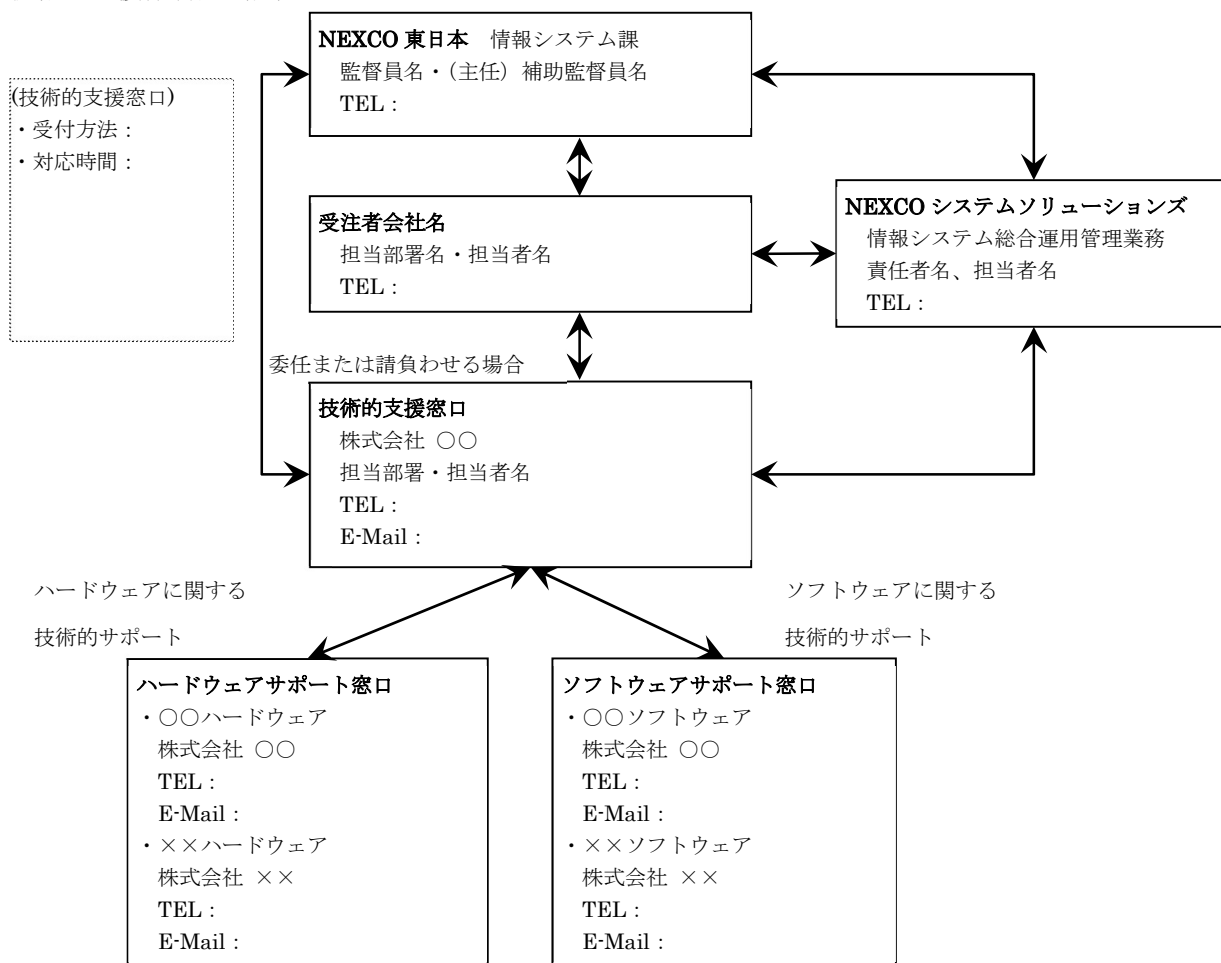 NEXCO 東日本　情報システム課
監督員名・（主任）補助監督員名
TEL：
(技術的支援窓口)
・受付方法：
・対応時間：
受注者会社名
担当部署名・担当者名
TEL：
NEXCO システムソリューションズ
情報システム総合運用管理業務
責任者名、担当者名
TEL：
委任または請負わせる場合
技術的支援窓口
株式会社 ○○
担当部署・担当者名
TEL：
E-Mail：
ハードウェアに関する
技術的サポート
ソフトウェアに関する
技術的サポート
ハードウェアサポート窓口
・○○ハードウェア
株式会社 ○○
TEL：
E-Mail：
・××ハードウェア
株式会社 ××
TEL：
E-Mail：
ソフトウェアサポート窓口
・○○ソフトウェア
株式会社 ○○
TEL：
E-Mail：
・××ソフトウェア
株式会社 ××
TEL：
E-Mail：